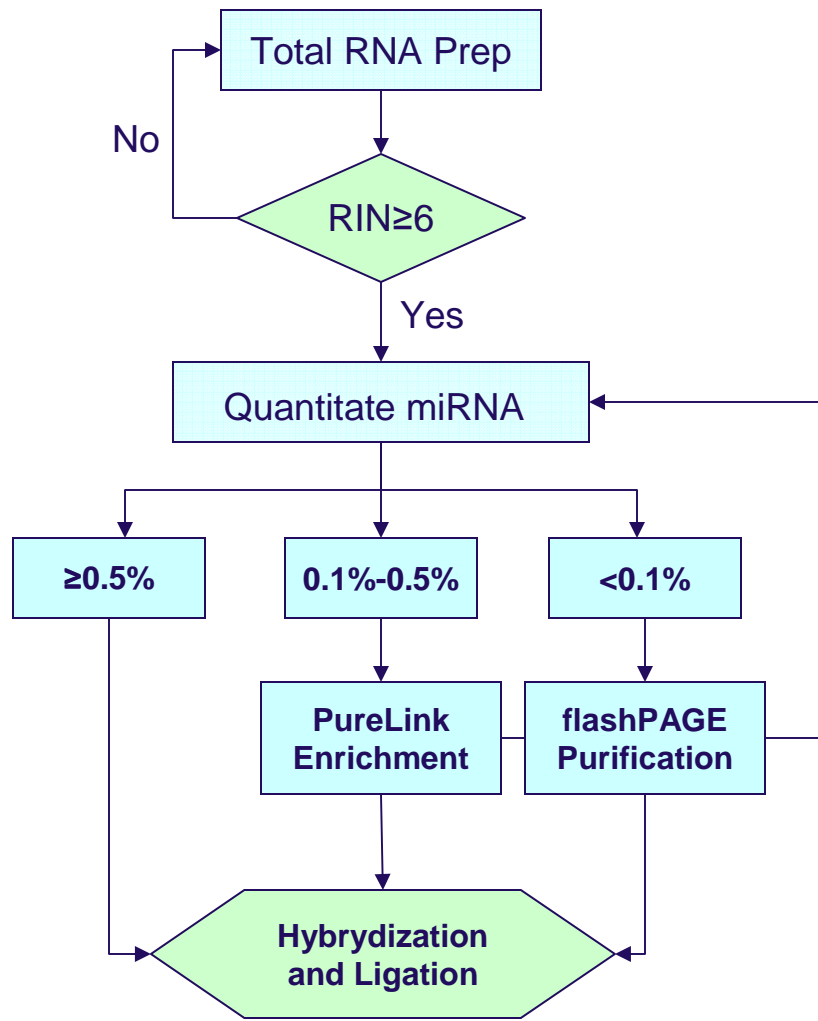 Total RNA Prep
No
RIN≥6
Yes
Quantitate miRNA
≥0.5%
0.1%-0.5%
<0.1%
PureLink
Enrichment
flashPAGE
Purification
Hybrydization
and Ligation